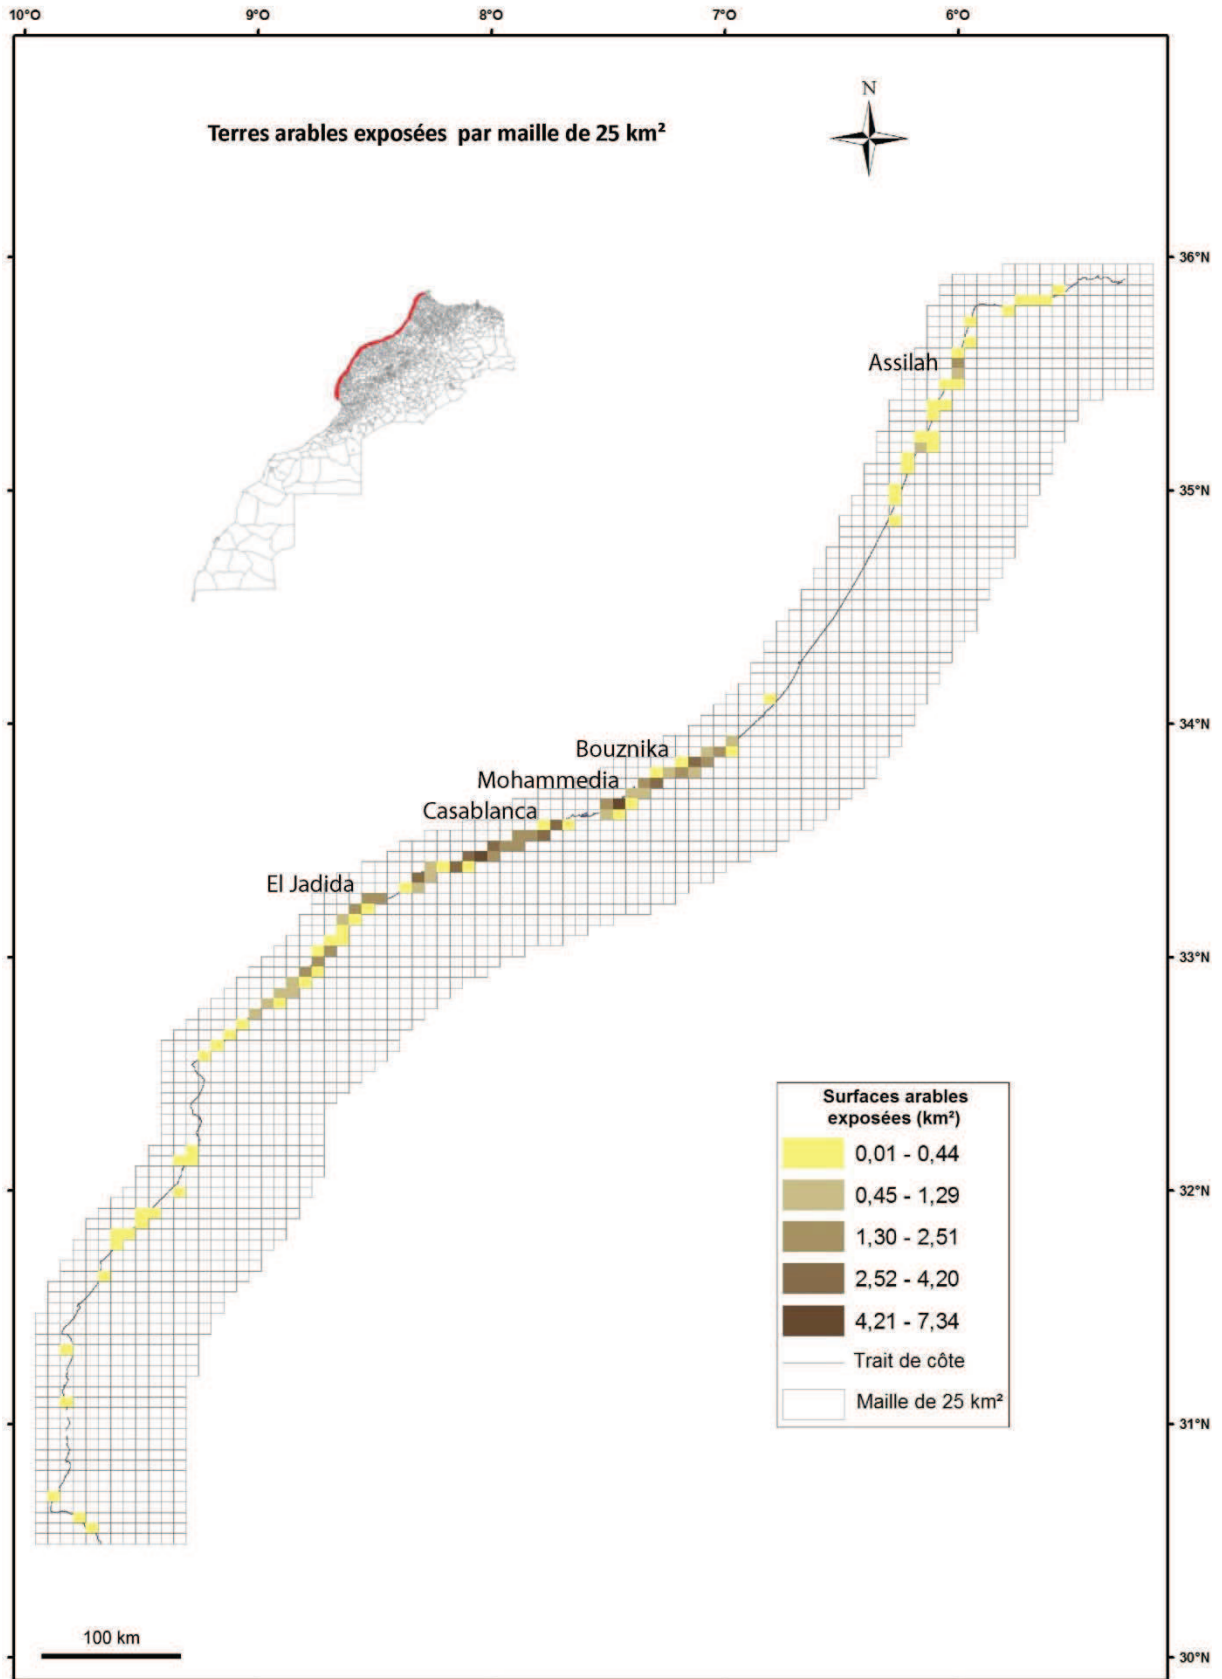 10°O 9°O 8°O 7°O 6°O
N
Terres arables exposées par maille de 25 km²
36°N
Assilah
35°N
34°N
Bouznika
Mohammedia
Casablanca
El Jadida
33°N
Surfaces arables
exposées (km²)
0,01 - 0,44
0,45 - 1,29
32°N
1,30 - 2,51
2,52 - 4,20
4,21 - 7,34
Trait de côte
Maille de 25 km²
31°N
100 km
30°N